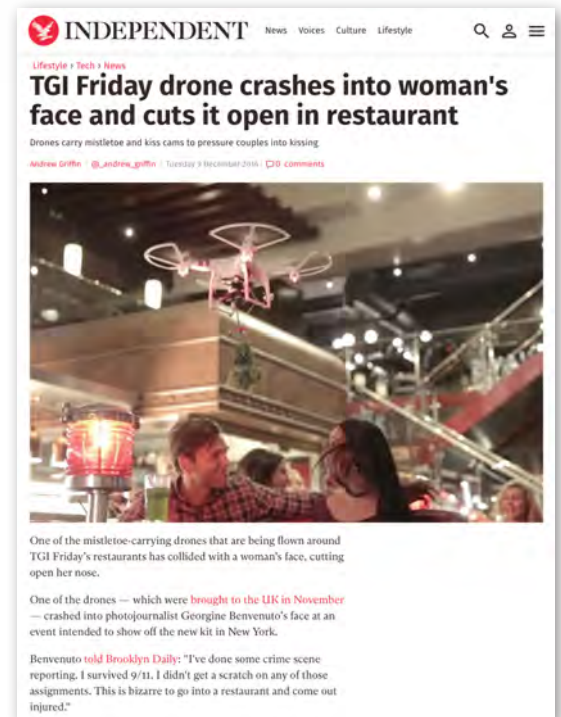 INDEPENDENT News Voices Culture Lifestyle
Lifestyle › Tech › News
TGI Friday drone crashes into woman's
face and cuts it open in restaurant
Drones carry mistletoe and kiss cams to pressure couples into kissing
Andrew Griffin | @_andrew_griffin | Tuesday 9 December 2014 | 0 comments
One of the mistletoe-carrying drones that are being flown around
TGI Friday's restaurants has collided with a woman's face, cutting
open her nose.
One of the drones — which were brought to the UK in November
— crashed into photojournalist Georgine Benvenuto's face at an
event intended to show off the new kit in New York.
Benvenuto told Brooklyn Daily: "I've done some crime scene
reporting. I survived 9/11. I didn't get a scratch on any of those
assignments. This is bizarre to go into a restaurant and come out
injured."